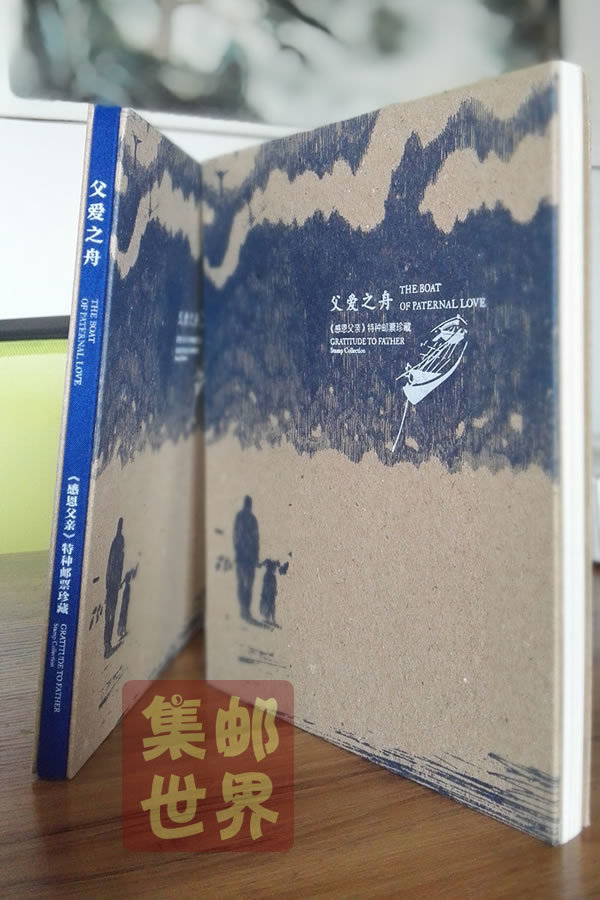 父爱之舟
THE BOAT
OF PATERNAL LOVE
《感恩父亲》特种邮票珍藏
GRATITUDE TO FATHER
Stamp Collection
父爱之舟
THE BOAT
OF PATERNAL LOVE
《感恩父亲》特种邮票珍藏
GRATITUDE TO FATHER
Stamp Collection
集邮
世界